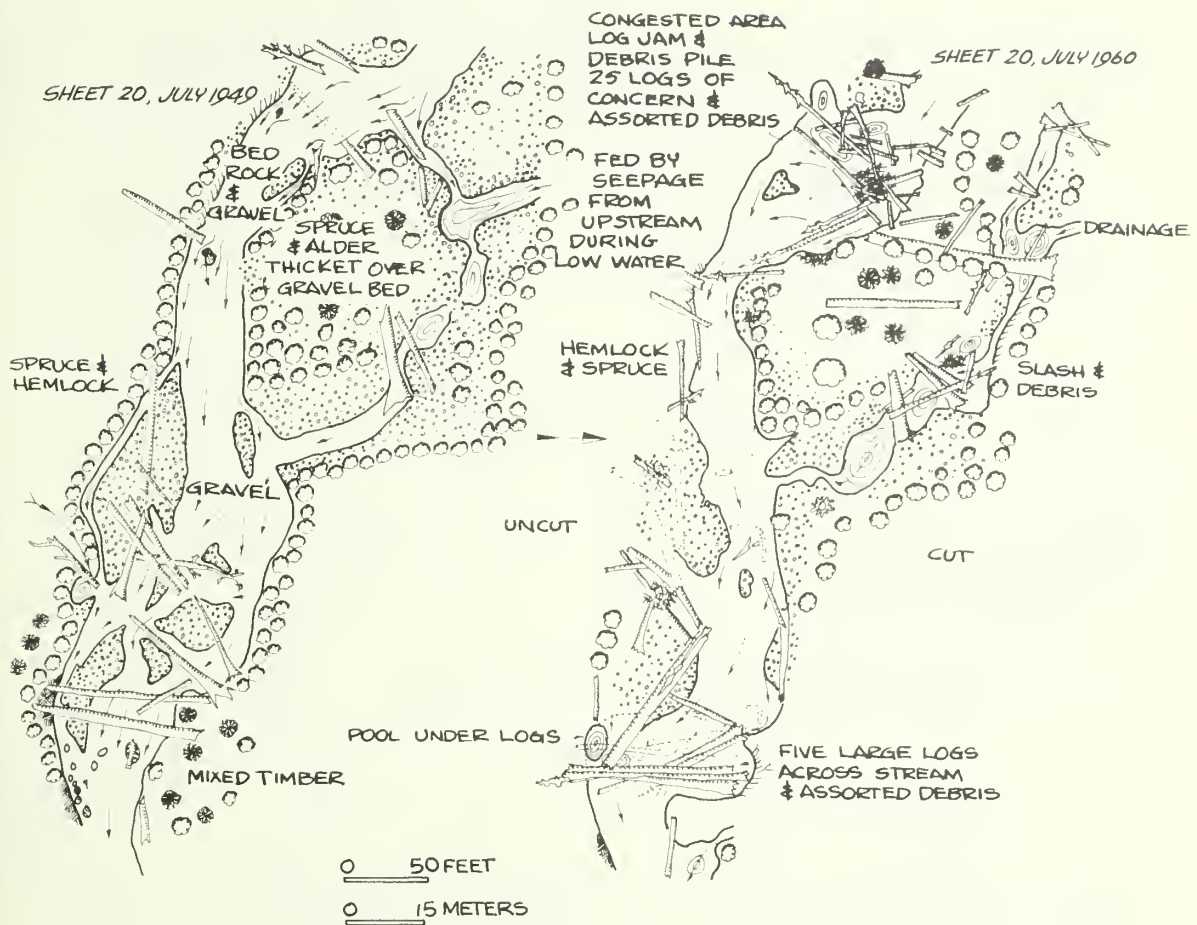 SHEET 20, JULY 1949
BED
ROCK
&
GRAVEL
SPRUCE
& ALDER
THICKET OVER
GRAVEL BED
SPRUCE &
HEMLOCK
GRAVEL
MIXED TIMBER
CONGESTED AREA
LOG JAM &
DEBRIS PILE
25 LOGS OF
CONCERN &
ASSORTED DEBRIS
FED BY
SEEPAGE
FROM
UPSTREAM
DURING
LOW WATER
SHEET 20, JULY 1960
DRAINAGE
HEMLOCK
& SPRUCE
SLASH &
DEBRIS
UNCUT
CUT
POOL UNDER LOGS
FIVE LARGE LOGS
ACROSS STREAM
& ASSORTED DEBRIS
0 50 FEET
0 15 METERS